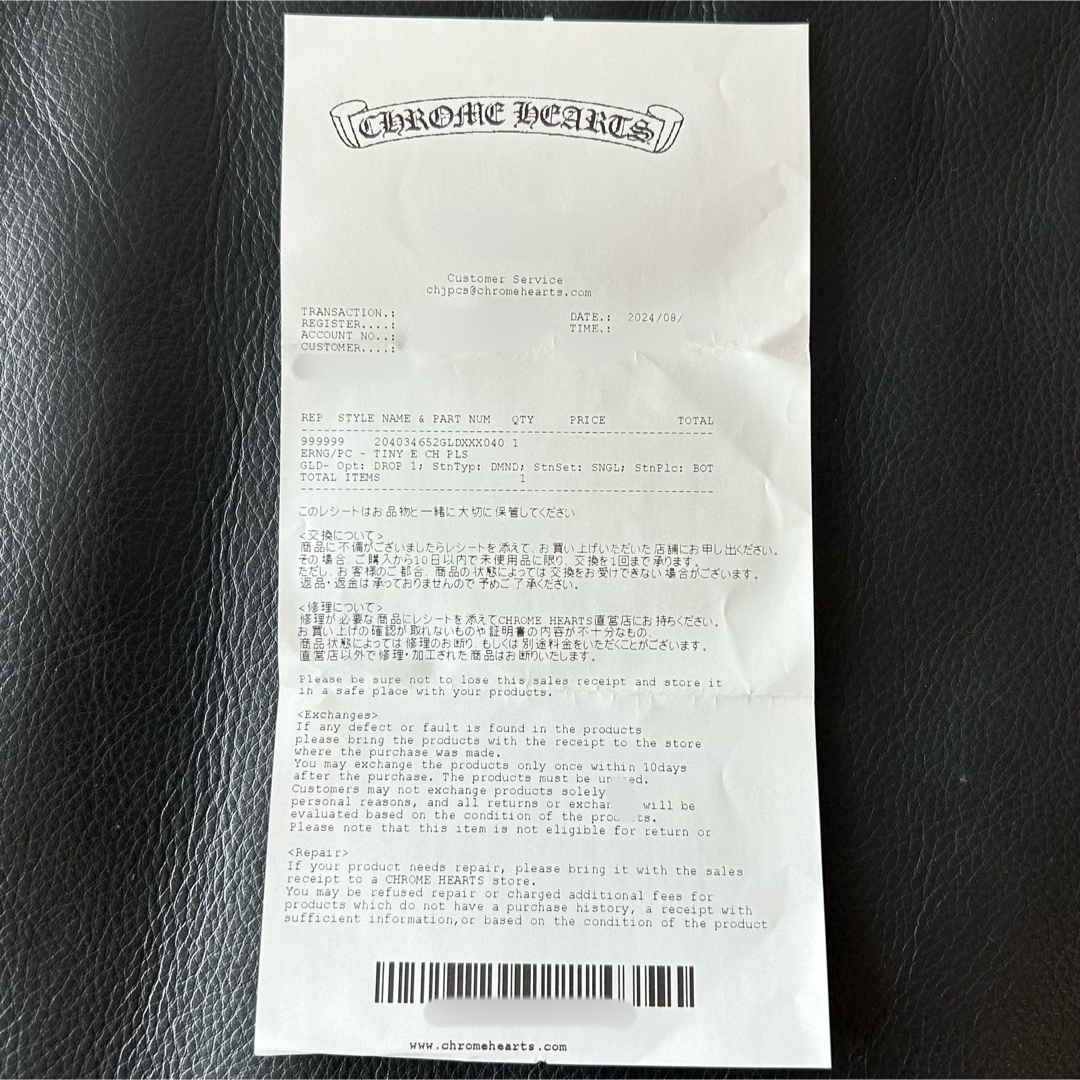 CHROME HEARTS
Customer Service
chjpcs@chromehearts.com
TRANSACTION.:
REGISTER....:
ACCOUNT NO..:
CUSTOMER....:
DATE.: 2024/08/
TIME.:
REP STYLE NAME & PART NUM QTY PRICE TOTAL
999999 204034652GLDXXX040 1
ERNG/PC - TINY E CH PLS
GLD- Opt: DROP 1; StnTyp: DMND; StnSet: SNGL; StnPlc: BOT
TOTAL ITEMS 1
このレシートはお品物と一緒に大切に保管してください
<交換について>
商品に不備がございましたらレシートを添えて、お買い上げいただいた店舗にお申し出ください。
その場合、ご購入から10日以内で未使用品に限り、交換を1回まで承ります。
ただし、お客様のご都合、商品の状態によっては交換をお受けできない場合がございます。
返品・返金は承っておりませんので予めご了承ください。
<修理について>
修理が必要な商品にレシートを添えてCHROME HEARTS直営店にお持ちください。
お買い上げの確認が取れないものや証明書の内容が不十分なもの、
商品状態によっては修理のお断り、もしくは別途料金をいただくことがございます。
直営店以外で修理・加工された商品はお断りいたします。
Please be sure not to lose this sales receipt and store it
in a safe place with your products.
<Exchanges>
If any defect or fault is found in the products
please bring the products with the receipt to the store
where the purchase was made.
You may exchange the products only once within 10days
after the purchase. The products must be
Customers may not exchange products solely
personal reasons, and all returns or will be
evaluated based on the condition of the
Please note that this item is not eligible for return or
<Repair>
If your product needs repair, please bring it with the sales
receipt to a CHROME HEARTS store.
You may be refused repair or charged additional fees for
products which do not have a purchase history, a receipt with
sufficient information,or based on the condition of the product
www.chromehearts.com